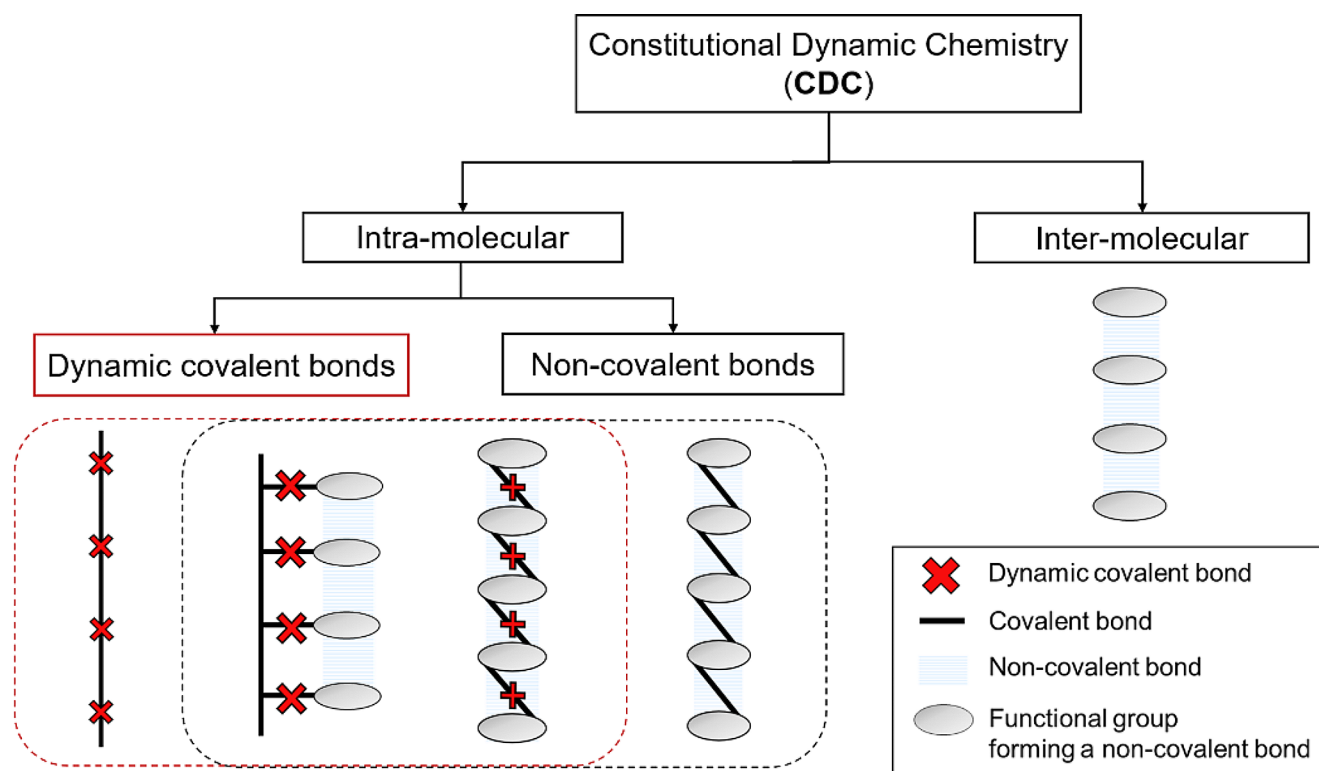 Constitutional Dynamic Chemistry
(CDC)
Intra-molecular
Inter-molecular
Dynamic covalent bonds
Non-covalent bonds
Dynamic covalent bond
Covalent bond
Non-covalent bond
Functional group
forming a non-covalent bond